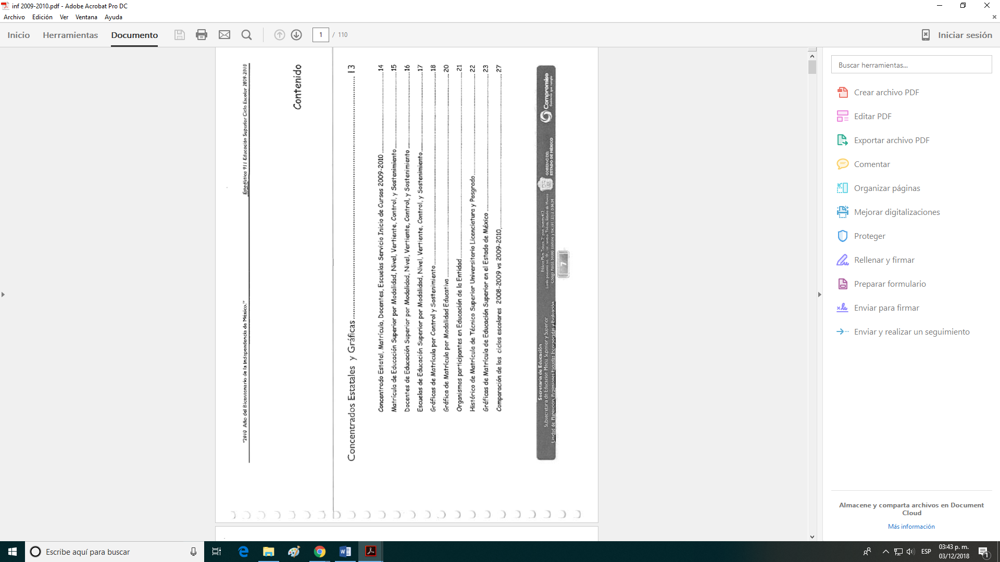 inf 2009-2010.pdf - Adobe Acrobat Pro DC
Archivo Edición Ver Ventana Ayuda
Inicio Herramientas Documento 1 / 110 Iniciar sesión
"2010 Año del Bicentenario de la Independencia de México." Estadística 911 Educación Superior Ciclo Escolar 2009-2010
Contenido
Concentrados Estatales y Gráficas 13
Concentrado Estatal, Matrícula, Docentes, Escuelas Servicio Inicio de Cursos 2009-2010 14
Matrícula de Educación Superior por Modalidad, Nivel, Vertiente, Control, y Sostenimiento 15
Docentes de Educación Superior por Modalidad, Nivel, Vertiente, Control, y Sostenimiento 16
Escuelas de Educación Superior por Modalidad, Nivel, Vertiente, Control, y Sostenimiento 17
Gráficas de Matrícula por Control y Sostenimiento 18
Gráfica de Matrícula por Modalidad Educativa 20
Organismos participantes en Educación de la Entidad 21
Histórico de Matrícula de Técnico Superior Universitario Licenciatura y Posgrado 22
Gráficas de Matrícula de Educación Superior en el Estado de México 23
Comparación de los ciclos escolares 2008-2009 vs 2009-2010, 27
Secretaría de Educación
Subsecretaría de Educación Media Superior y Superior
Unidad de Planeación, Profesiones Escuelas Incorporadas y Evaluación
GOBIERNO DEL
ESTADO DE MÉXICO
Compromiso
Gobierno que cumple
7
Buscar herramientas...
Crear archivo PDF
Editar PDF
Exportar archivo PDF
Comentar
Organizar páginas
Mejorar digitalizaciones
Proteger
Rellenar y firmar
Preparar formulario
Enviar para firmar
Enviar y realizar un seguimiento
Almacene y comparta archivos en Document
Cloud
Más información
Escribe aquí para buscar
ESP
03:43 p. m.
03/12/2018
1